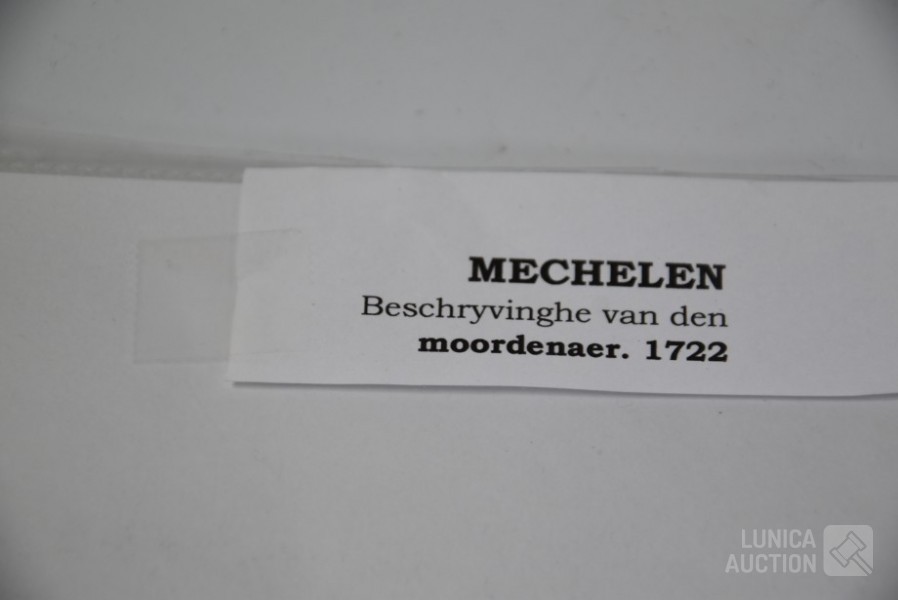 MECHELEN
Beschryvinghe van den
moordenaer. 1722
LUNICA
AUCTION